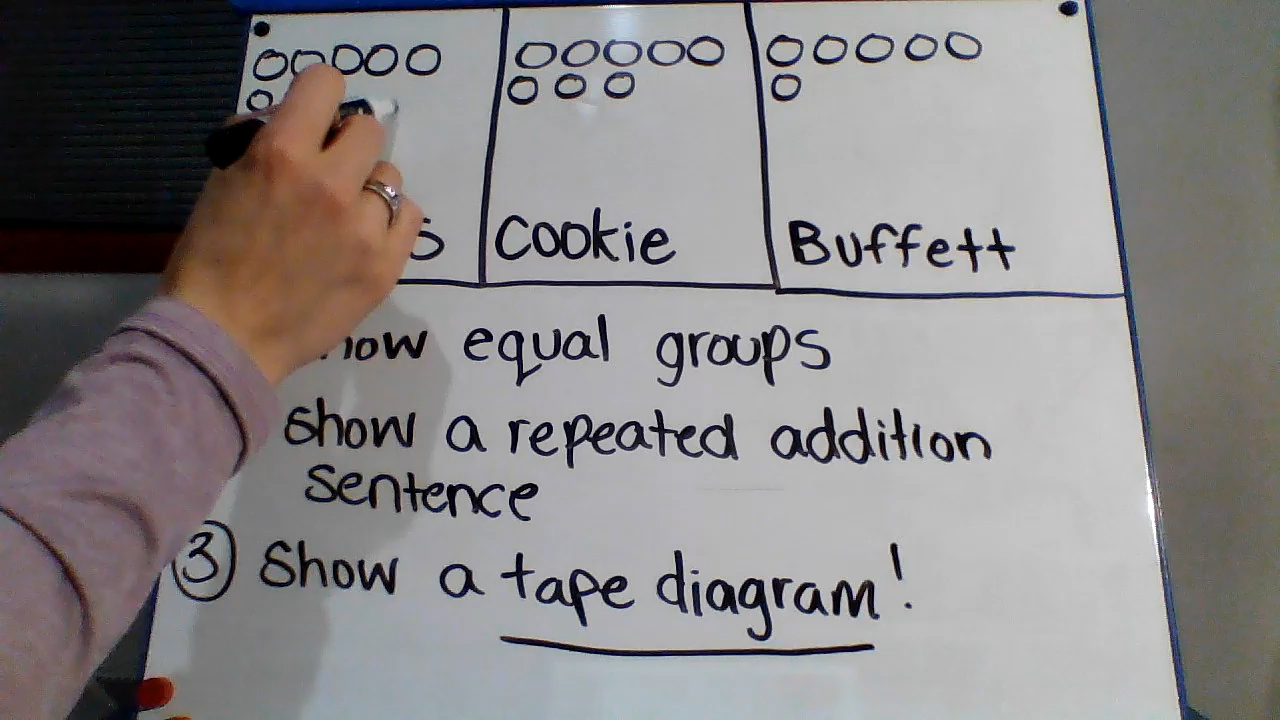 Cookie
Buffett
equal groups
Show a repeated addition
Sentence
3 Show a tape diagram!